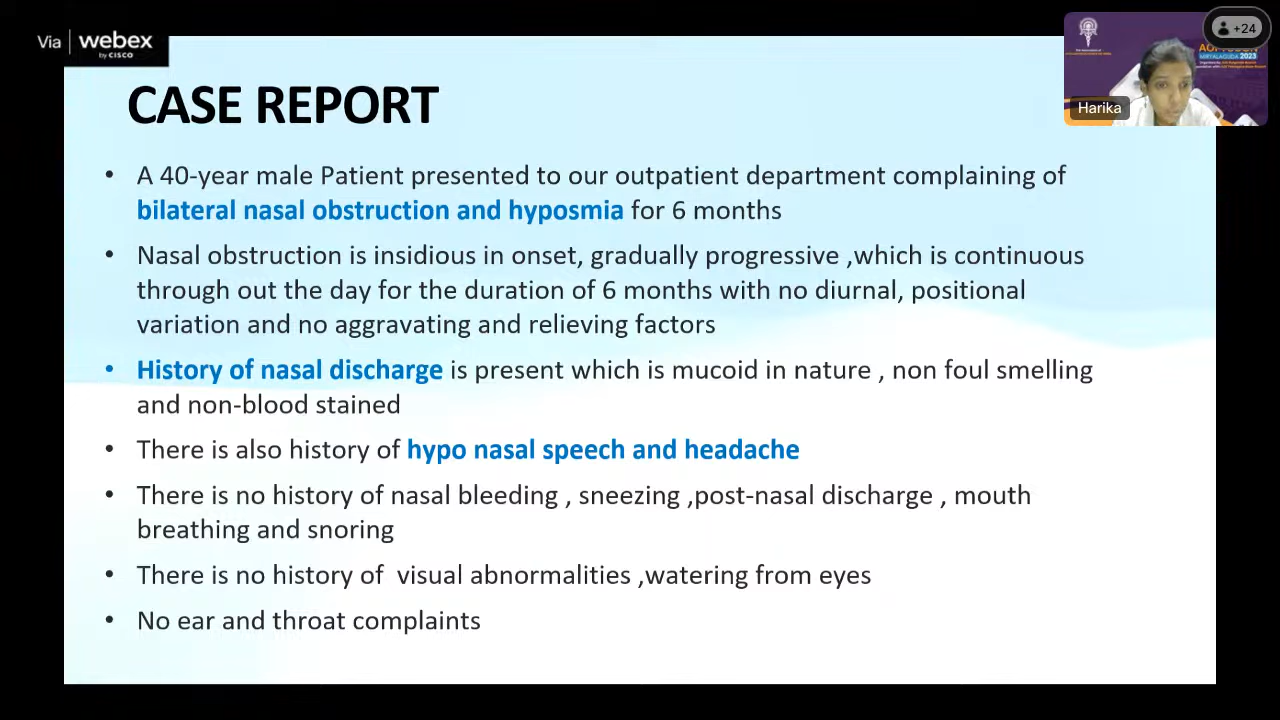 Via webex
by CISCO
+24
AOI
MIRYALAGUDA 2023
Harika
CASE REPORT
• A 40-year male Patient presented to our outpatient department complaining of
bilateral nasal obstruction and hyposmia for 6 months
• Nasal obstruction is insidious in onset, gradually progressive ,which is continuous
through out the day for the duration of 6 months with no diurnal, positional
variation and no aggravating and relieving factors
• History of nasal discharge is present which is mucoid in nature , non foul smelling
and non-blood stained
• There is also history of hypo nasal speech and headache
• There is no history of nasal bleeding , sneezing ,post-nasal discharge , mouth
breathing and snoring
• There is no history of  visual abnormalities ,watering from eyes
• No ear and throat complaints